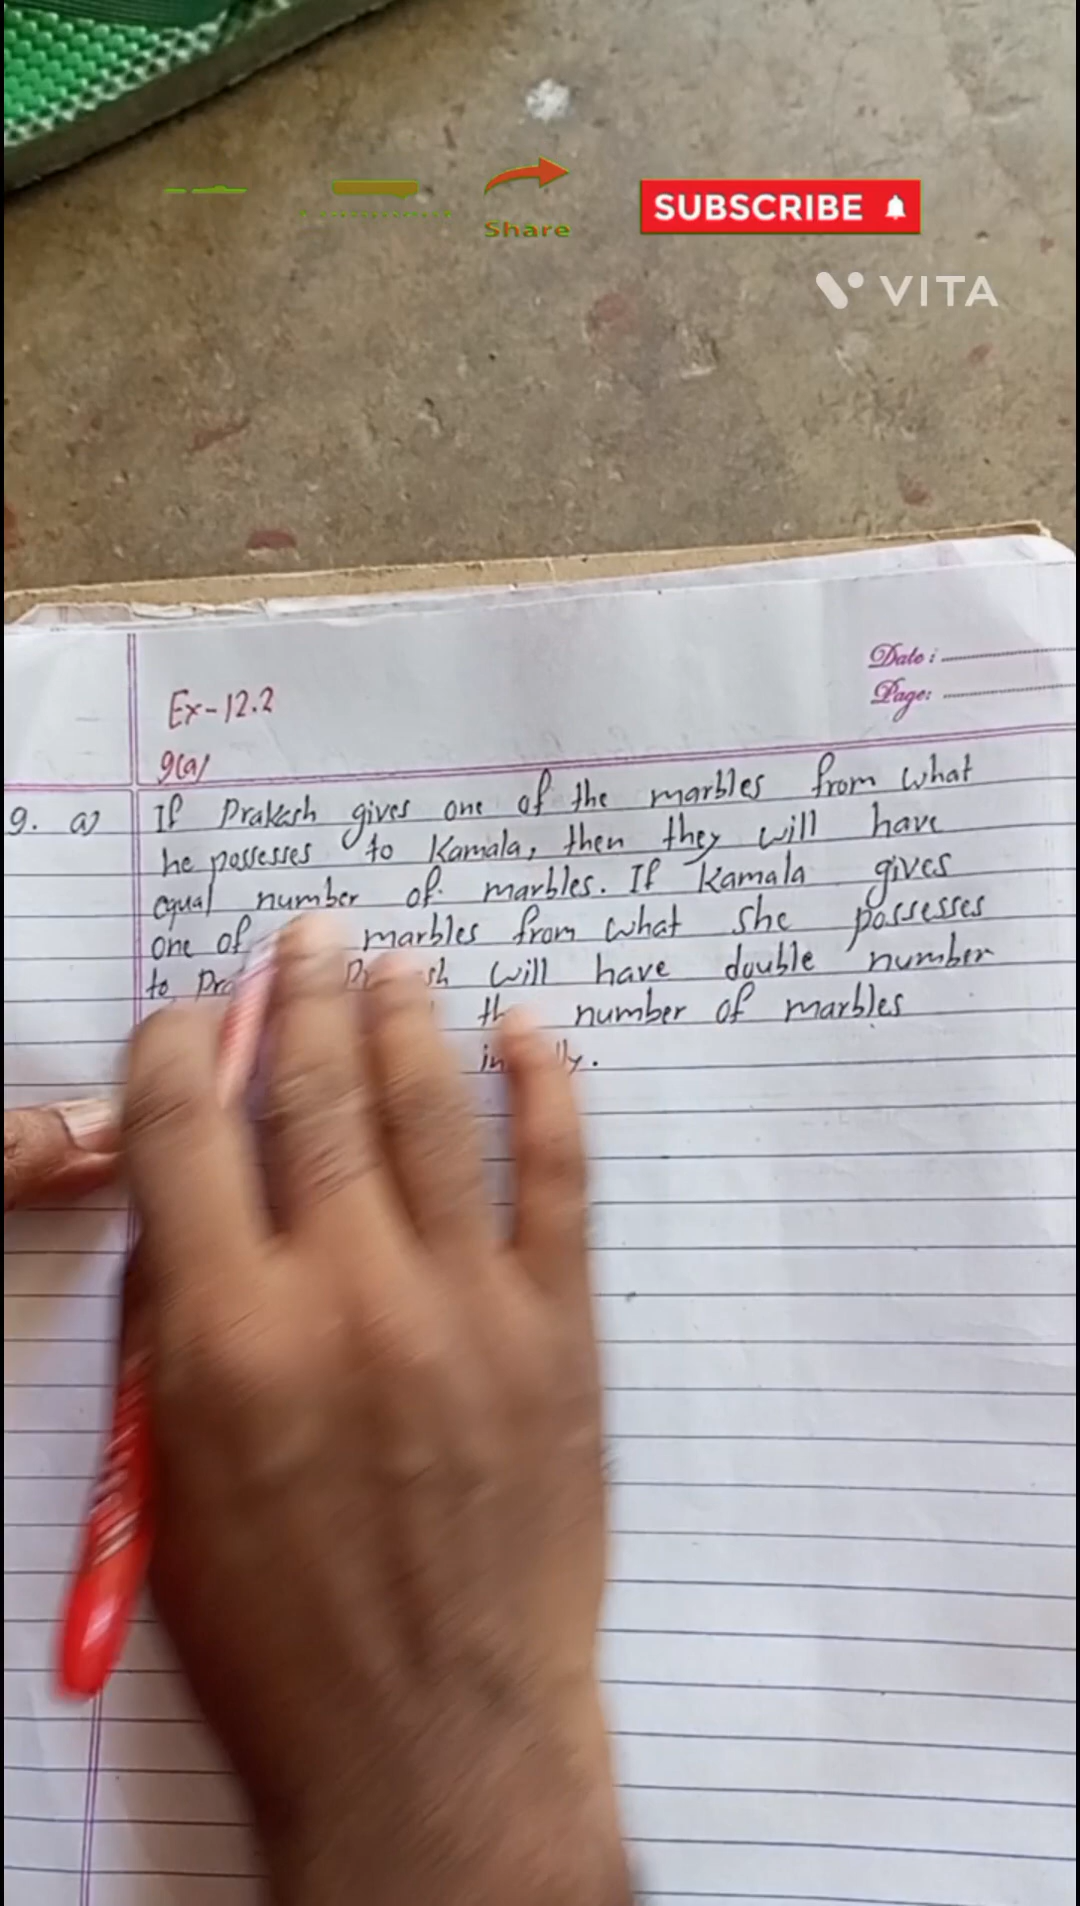 Share
SUBSCRIBE
VITA
Date:
Page:
Ex-12.2
9(a)
9. a) If Prakash gives one of the marbles from what
he possesses to Kamala, then they will have
equal number of marbles. If Kamala gives
one of marbles from what she possesses
to will have double number
number of marbles